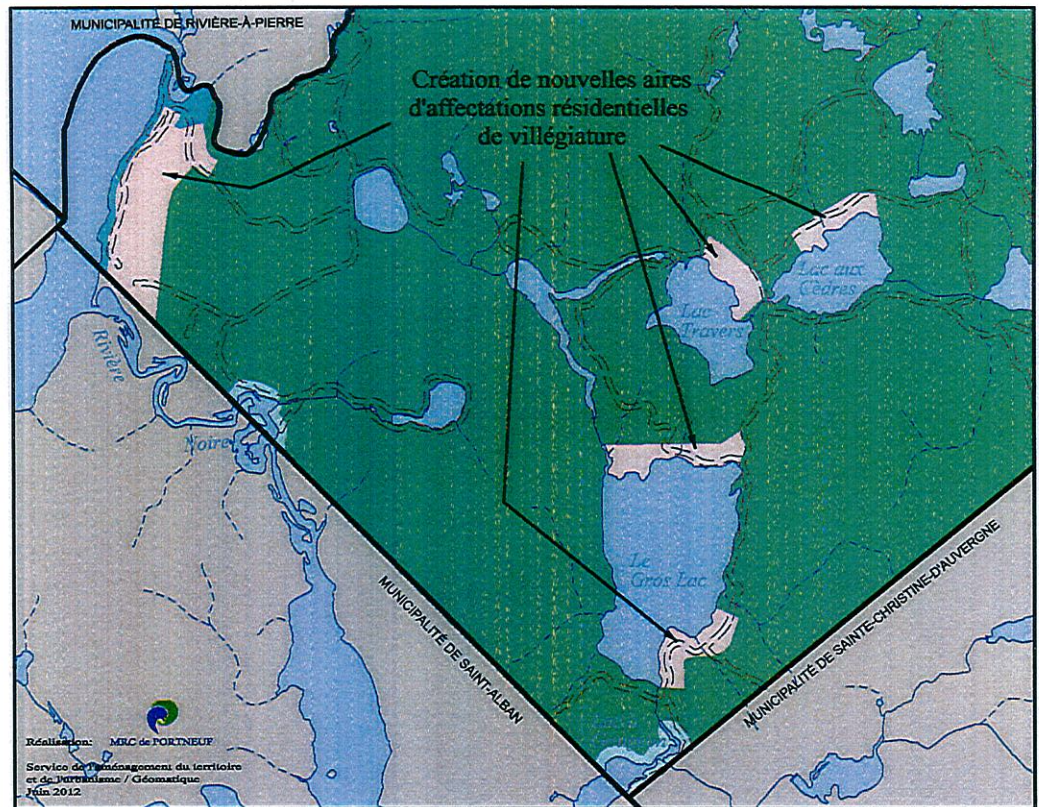 MUNICIPALITÉ DE RIVIÈRE-À-PIERRE
Création de nouvelles aires
d'affectations résidentielles
de villégiature
Lac aux
Cèdres
Lac
Travers
Rivière
Noire
Le
Gros Lac
MUNICIPALITÉ DE SAINT-ALBAN
MUNICIPALITÉ DE SAINTE-CHRISTINE-D'AUVERGNE
Réalisation: MRC de PORTNEUF
Service de l'aménagement du territoire
et de l'urbanisme / Géomatique
Juin 2012